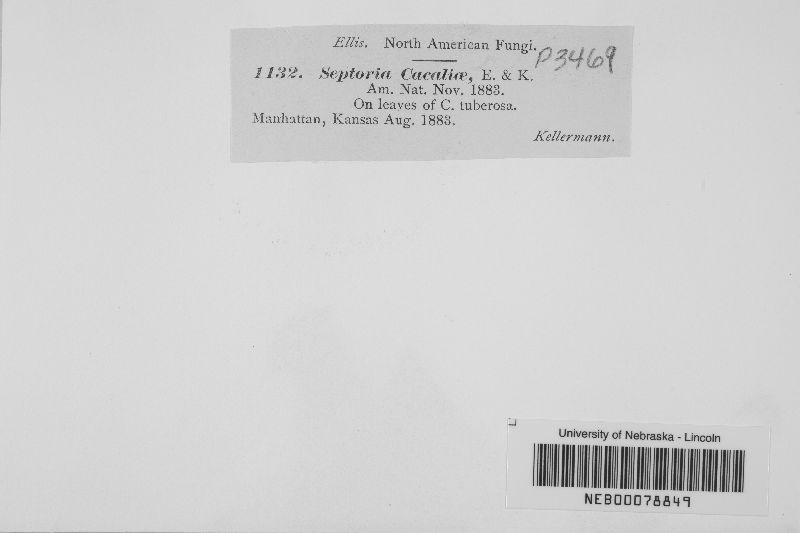 Ellis. North American Fungi.
P3469
1132. Septoria Cacaliæ, E. & K.
Am. Nat. Nov. 1883.
On leaves of C. tuberosa.
Manhattan, Kansas Aug. 1883.
Kellermann.
University of Nebraska - Lincoln
NEB00078849